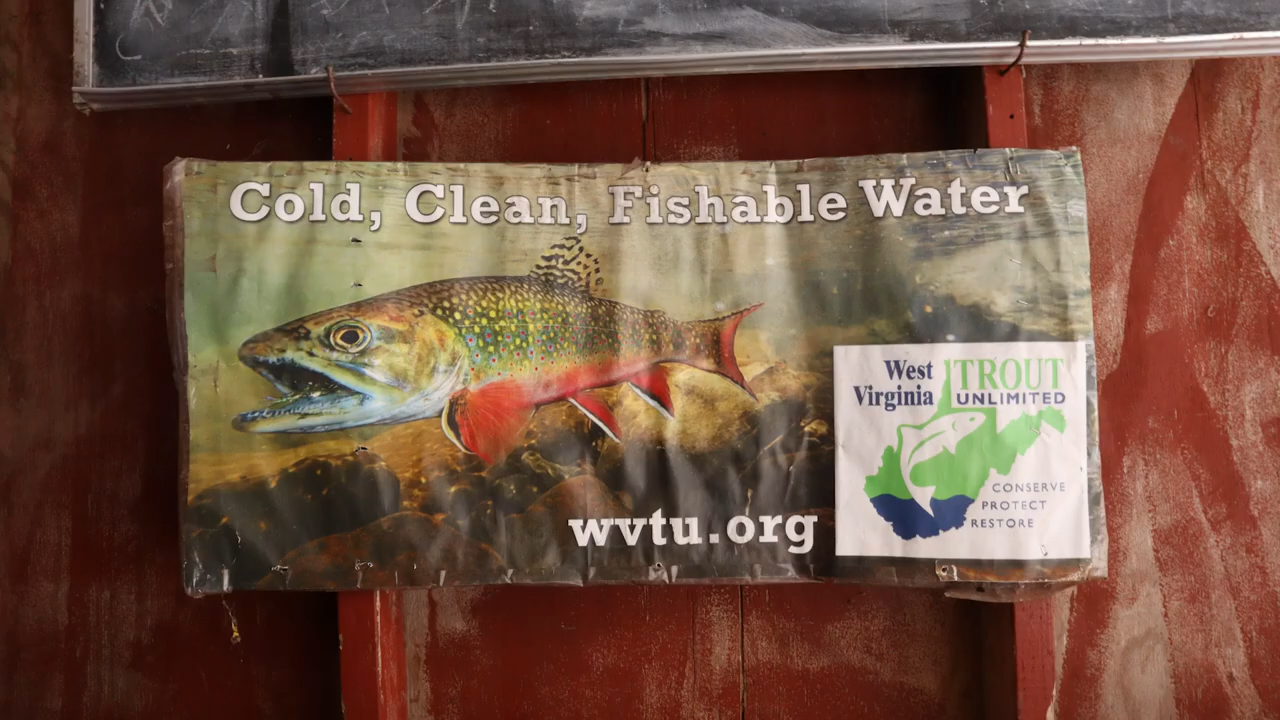 Cold, Clean, Fishable Water
West
Virginia
TROUT
UNLIMITED
CONSERVE
PROTECT
RESTORE
wvtu.org